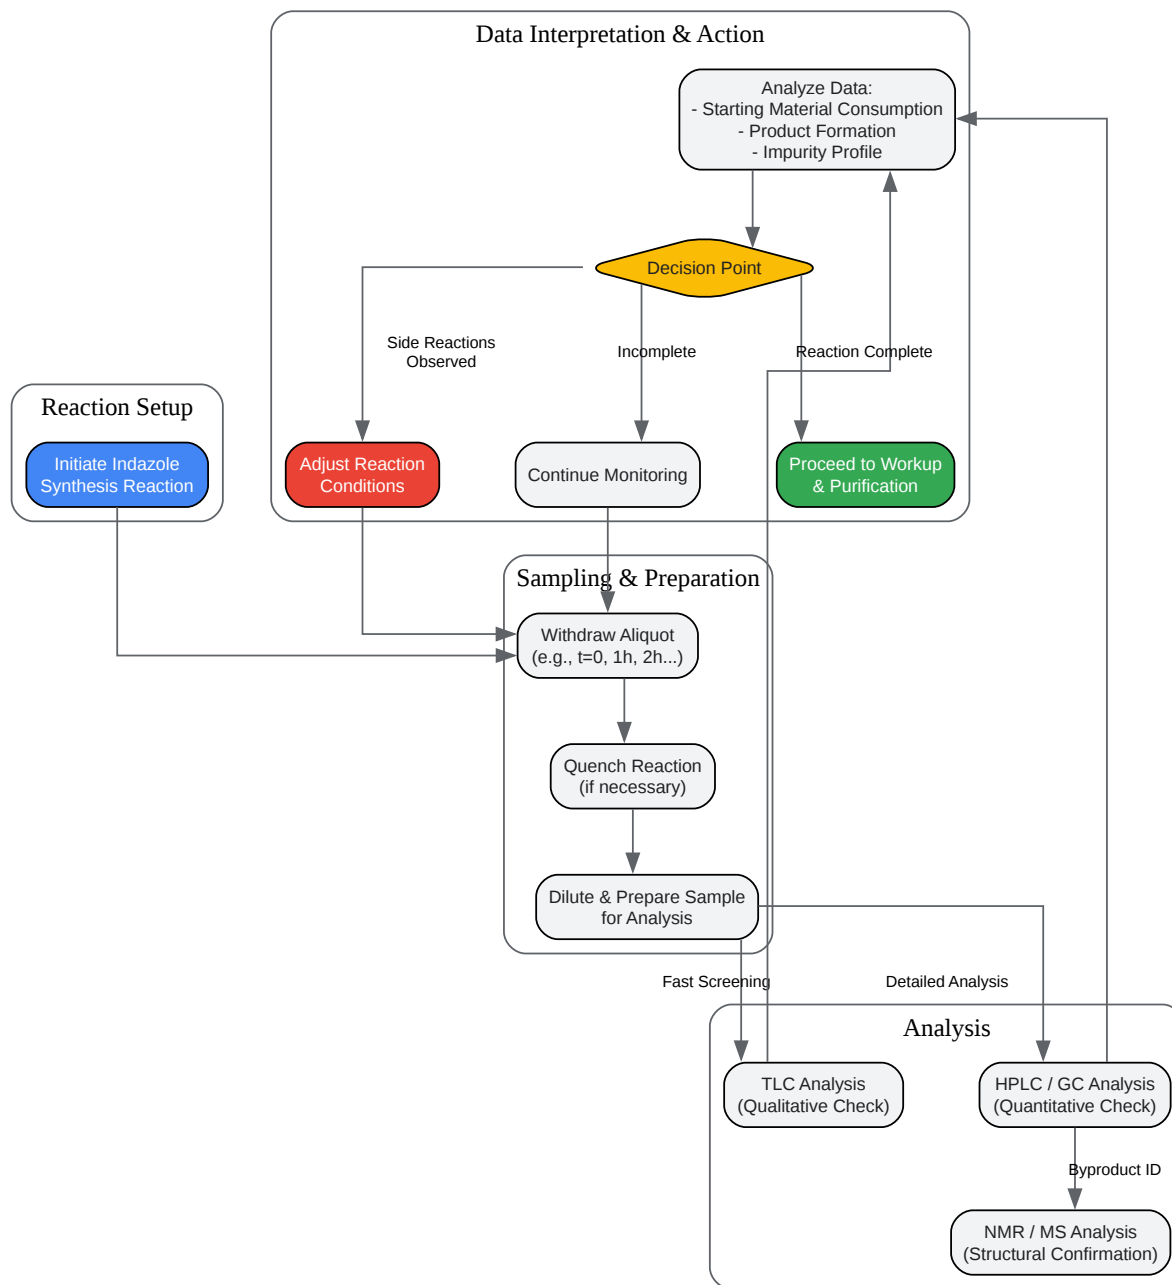 Data Interpretation & Action
Analyze Data:
- Starting Material Consumption
- Product Formation
- Impurity Profile
Decision Point
Side Reactions
Observed
Incomplete
Reaction Complete
Reaction Setup
Initiate Indazole
Synthesis Reaction
Adjust Reaction
Conditions
Continue Monitoring
Proceed to Workup
& Purification
Sampling & Preparation
Withdraw Aliquot
(e.g., t=0, 1h, 2h...)
Quench Reaction
(if necessary)
Dilute & Prepare Sample
for Analysis
Fast Screening
Detailed Analysis
Analysis
TLC Analysis
(Qualitative Check)
HPLC / GC Analysis
(Quantitative Check)
Byproduct ID
NMR / MS Analysis
(Structural Confirmation)